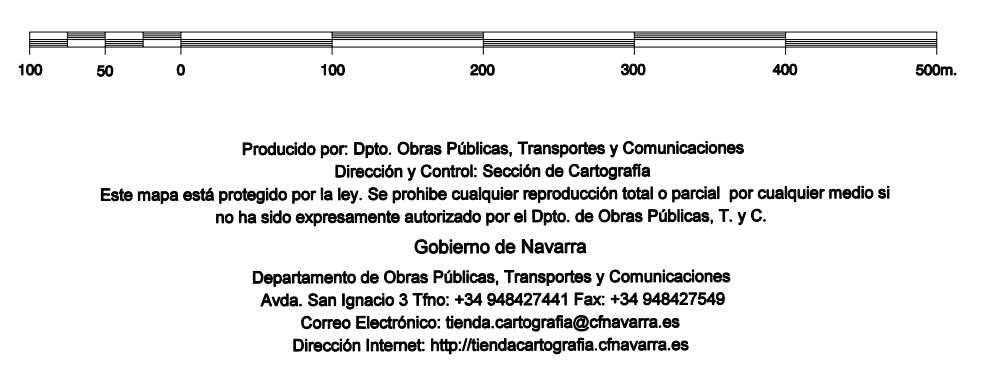 100 50 0 100 200 300 400 500m.
Producido por: Dpto. Obras Públicas, Transportes y Comunicaciones
Dirección y Control: Sección de Cartografía
Este mapa está protegido por la ley. Se prohibe cualquier reproducción total o parcial por cualquier medio si
no ha sido expresamente autorizado por el Dpto. de Obras Públicas, T. y C.
Gobierno de Navarra
Departamento de Obras Públicas, Transportes y Comunicaciones
Avda. San Ignacio 3 Tfno: +34 948427441 Fax: +34 948427549
Correo Electrónico: tienda.cartografia@cfnavarra.es
Dirección Internet: http://tiendacartografia.cfnavarra.es